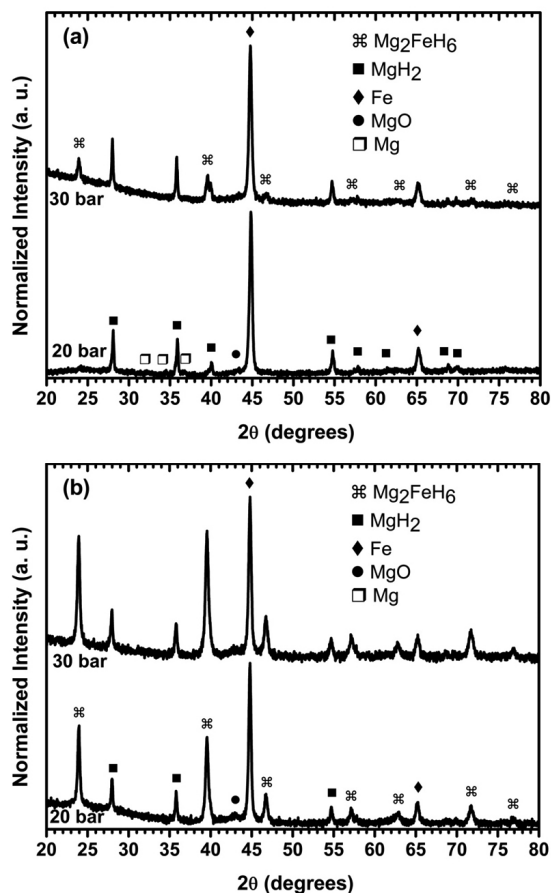 (a)
⌘ Mg₂FeH₆
■ MgH₂
♦ Fe
● MgO
❒ Mg
30 bar
20 bar
Normalized Intensity (a. u.)
20 25 30 35 40 45 50 55 60 65 70 75 80
2θ (degrees)
(b)
⌘ Mg₂FeH₆
■ MgH₂
♦ Fe
● MgO
❒ Mg
30 bar
20 bar
Normalized Intensity (a. u.)
20 25 30 35 40 45 50 55 60 65 70 75 80
2θ (degrees)